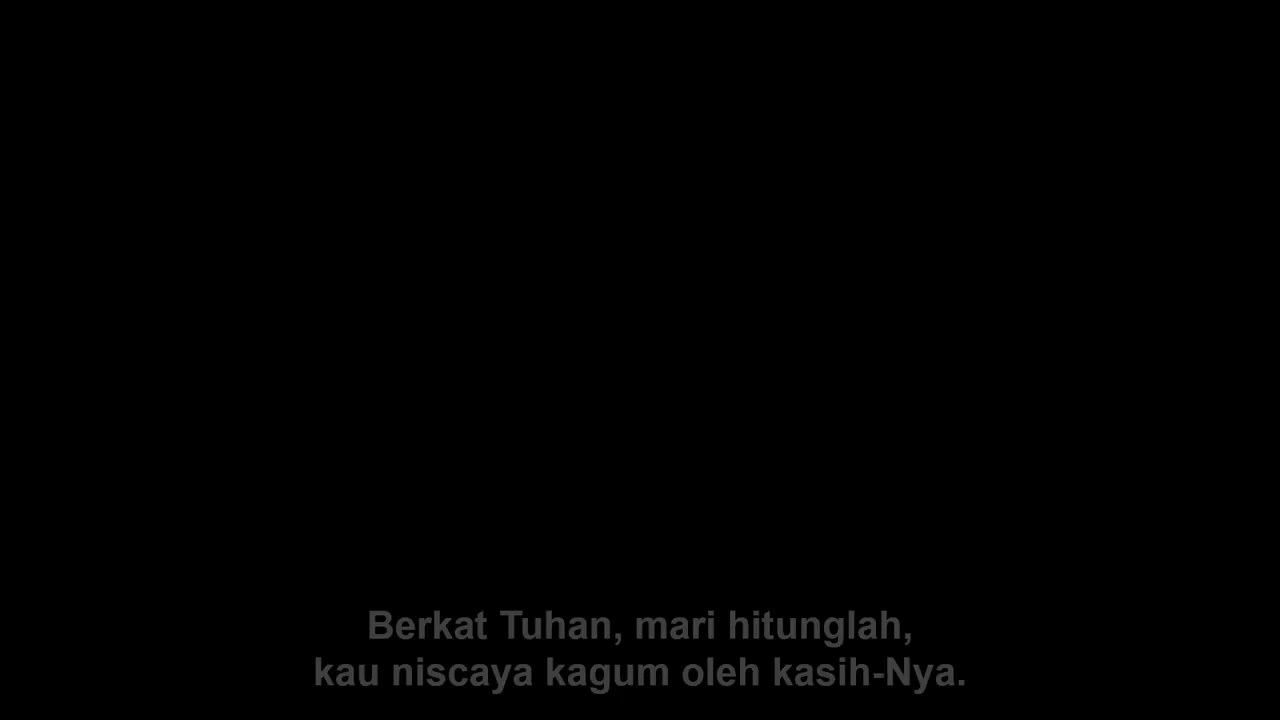 Berkat Tuhan, mari hitunglah,
kau niscaya kagum oleh kasih-Nya.